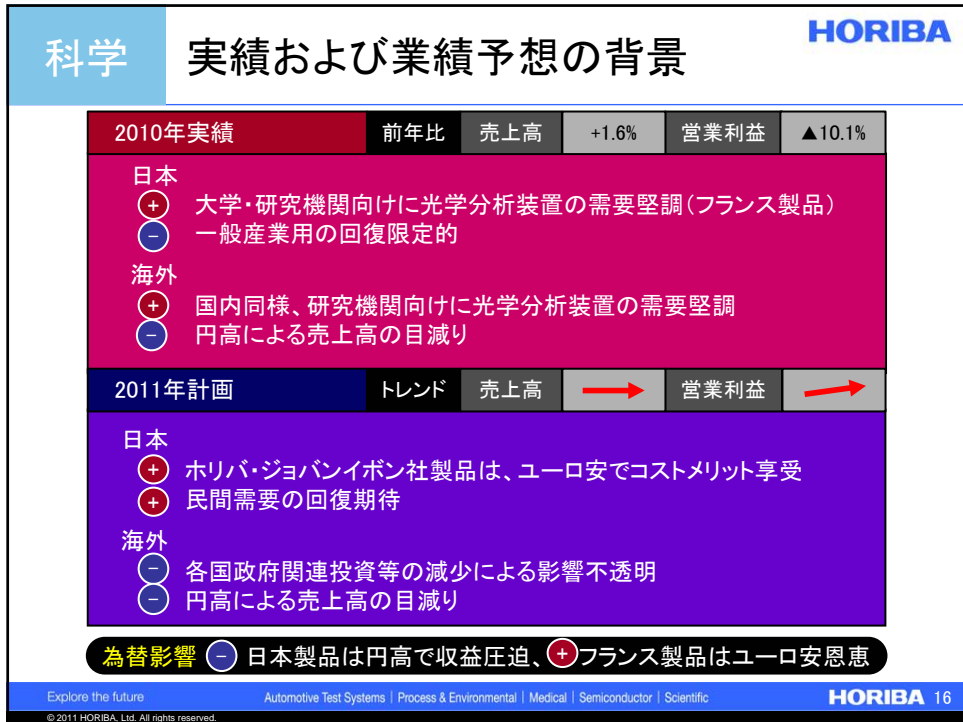 科学
実績および業績予想の背景
HORIBA
2010年実績 前年比 売上高 +1.6% 営業利益 ▲10.1%
日本
+ 大学・研究機関向けに光学分析装置の需要堅調(フランス製品)
− 一般産業用の回復限定的
海外
+ 国内同様、研究機関向けに光学分析装置の需要堅調
− 円高による売上高の目減り
2011年計画 トレンド 売上高 営業利益
日本
+ ホリバ・ジョバンイボン社製品は、ユーロ安でコストメリット享受
+ 民間需要の回復期待
海外
− 各国政府関連投資等の減少による影響不透明
− 円高による売上高の目減り
為替影響 − 日本製品は円高で収益圧迫、+フランス製品はユーロ安恩恵
Explore the future Automotive Test Systems | Process & Environmental | Medical | Semiconductor | Scientific HORIBA 16
© 2011 HORIBA, Ltd. All rights reserved.